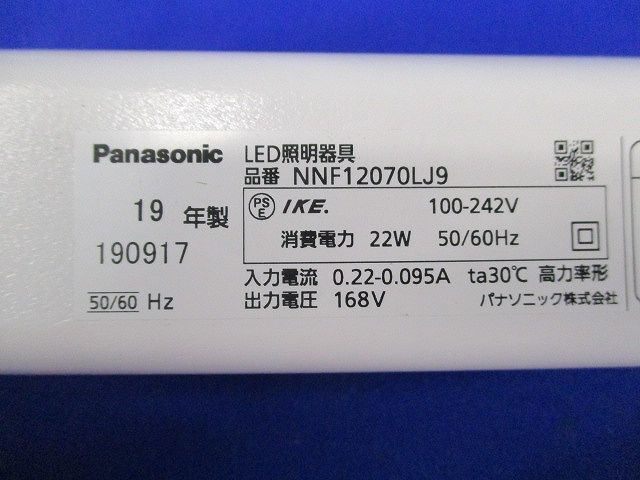 Panasonic LED照明器具
品番 NNF12070LJ9
19 年製
190917
50/60 Hz
PS E IKE. 100-242V
消費電力 22W 50/60Hz
入力電流 0.22-0.095A ta30℃ 高力率形
出力電圧 168V パナソニック株式会社